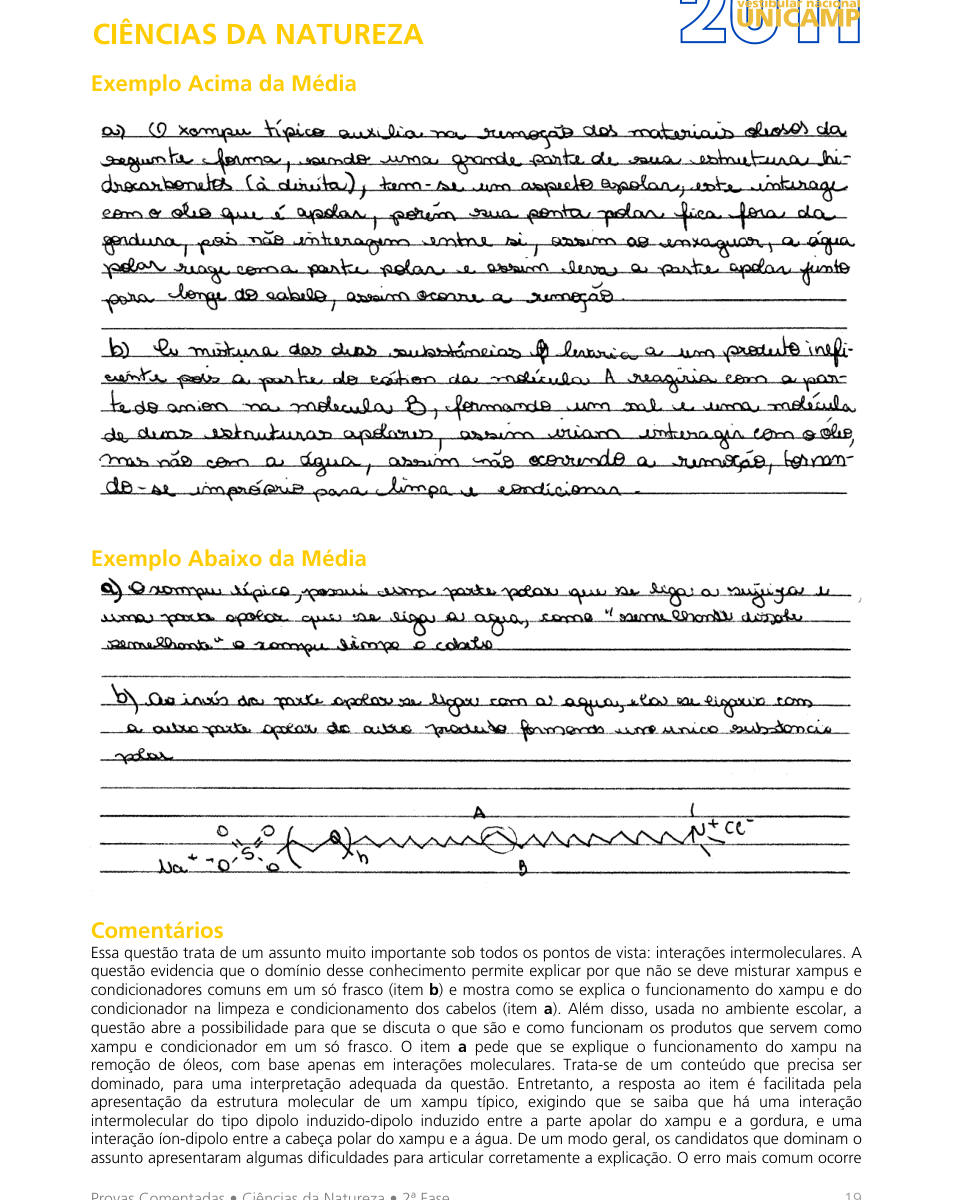 vestibular nacional
2011
UNICAMP
CIÊNCIAS DA NATUREZA
Exemplo Acima da Média
a) O xampu típico auxilia na remoção dos materiais oleosos da
seguinte forma, sendo uma grande parte de sua estrutura hi-
drocarbonetos (à direita), tem-se um aspecto apolar, este interage
com o óleo que é apolar, porém sua ponta polar fica fora da
gordura, pois não interagem entre si, assim ao enxaguar, a água
polar reage com a parte polar e assim leva a parte apolar junto
para longe do cabelo, assim ocorre a remoção.
b) A mistura das duas substâncias levaria a um produto inefi-
ciente pois a parte do cátion da molécula A reagiria com a par-
te do anion na molecula B, formando um sal e uma molécula
de duas estruturas apolares, assim iriam interagir com o óleo,
mas não com a água, assim não ocorrendo a remoção, tornan-
do-se impróprio para limpa e condicionar.
Exemplo Abaixo da Média
a) O xampu típico, possui uma parte polar que se liga a sujeira e
uma parte apolar que se liga a agua, como "semelhante dissolve
semelhante" o xampu limpa o cabelo
b) Ao invés da parte apolar se ligar com a agua, elas se ligaria com
a outra parte apolar do outro produto formando uma unica substancia
polar
A
O O O N + Cl -
Na + - O S O n
B
Comentários
Essa questão trata de um assunto muito importante sob todos os pontos de vista: interações intermoleculares. A
questão evidencia que o domínio desse conhecimento permite explicar por que não se deve misturar xampus e
condicionadores comuns em um só frasco (item b) e mostra como se explica o funcionamento do xampu e do
condicionador na limpeza e condicionamento dos cabelos (item a). Além disso, usada no ambiente escolar, a
questão abre a possibilidade para que se discuta o que são e como funcionam os produtos que servem como
xampu e condicionador em um só frasco. O item a pede que se explique o funcionamento do xampu na
remoção de óleos, com base apenas em interações moleculares. Trata-se de um conteúdo que precisa ser
dominado, para uma interpretação adequada da questão. Entretanto, a resposta ao item é facilitada pela
apresentação da estrutura molecular de um xampu típico, exigindo que se saiba que há uma interação
intermolecular do tipo dipolo induzido-dipolo induzido entre a parte apolar do xampu e a gordura, e uma
interação íon-dipolo entre a cabeça polar do xampu e a água. De um modo geral, os candidatos que dominam o
assunto apresentaram algumas dificuldades para articular corretamente a explicação. O erro mais comum ocorre
Provas Comentadas • Ciências da Natureza • 2ª Fase 19